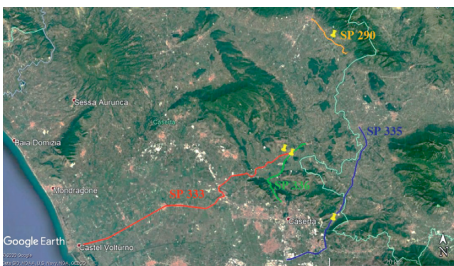 SP 290
Sessa Aurunca
SP 335
Baia Domizia
SP 333
Mondragone
Caserta
Castel Volturno
Google Earth